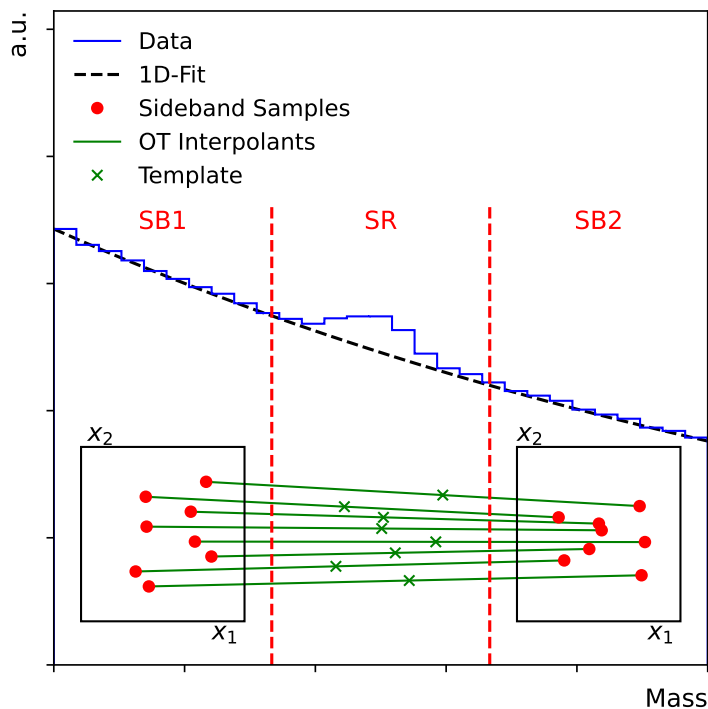 a.u.
Data
1D-Fit
Sideband Samples
OT Interpolants
Template
SB1 SR SB2
x₂ x₂
x₁ x₁
Mass